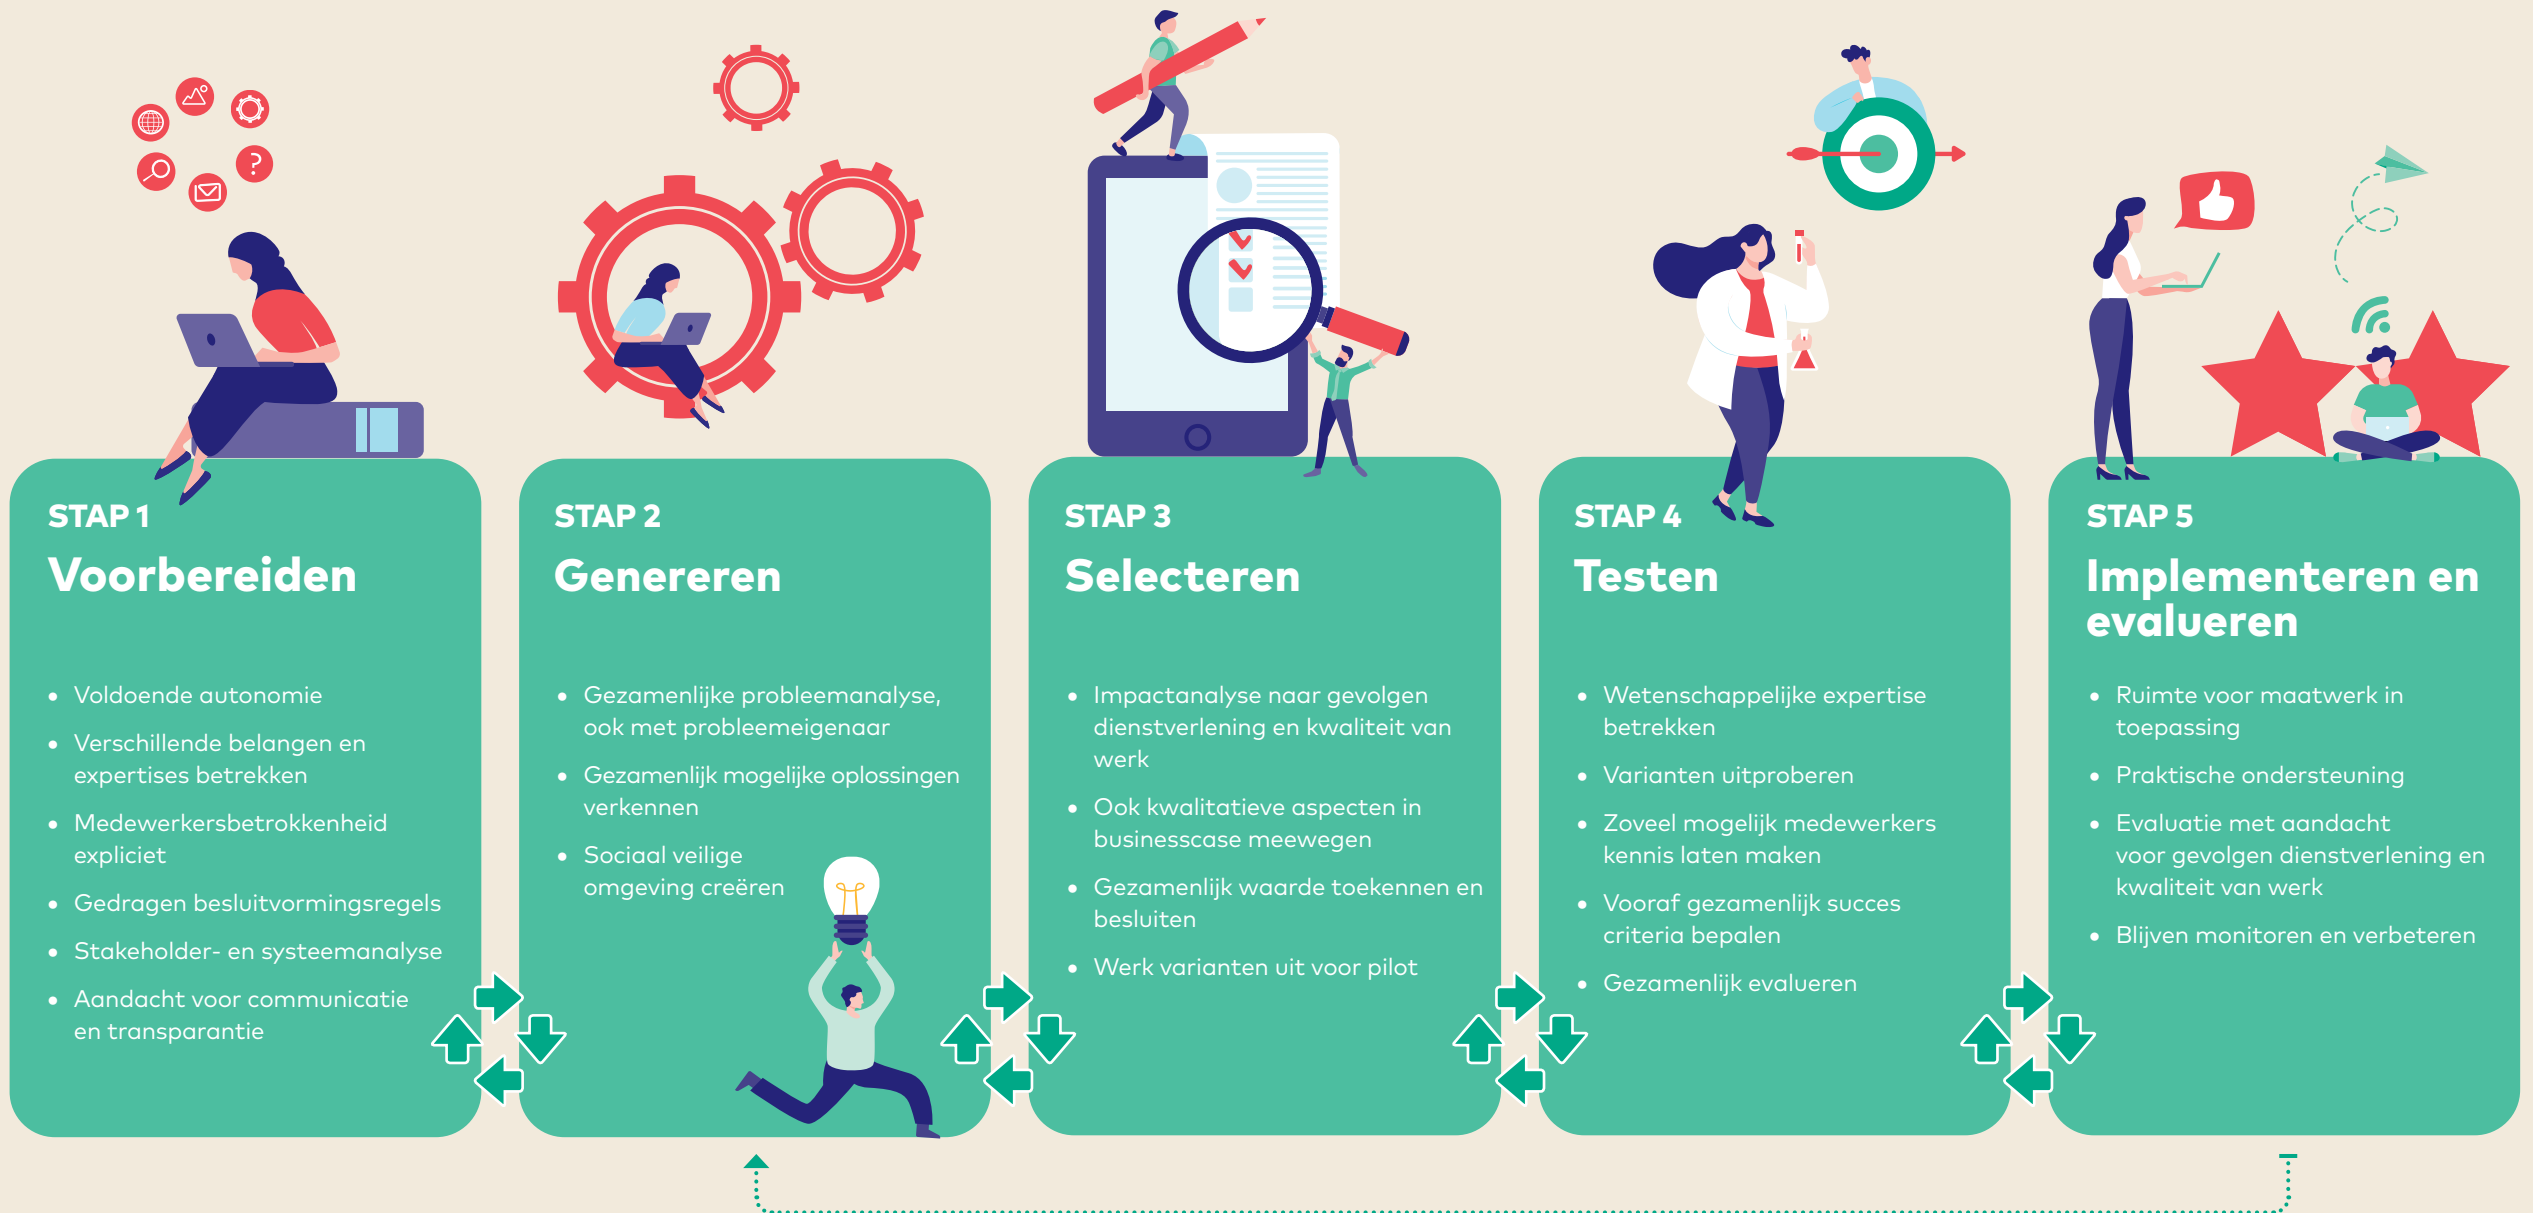 STAP 1
Voorbereiden
• Voldoende autonomie
• Verschillende belangen en
expertises betrekken
• Medewerkersbetrokkenheid
expliciet
• Gedragen besluitvormingsregels
• Stakeholder- en systeemanalyse
• Aandacht voor communicatie
en transparantie
STAP 2
Genereren
• Gezamenlijke probleemanalyse,
ook met probleemeigenaar
• Gezamenlijk mogelijke oplossingen
verkennen
• Sociaal veilige
omgeving creëren
STAP 3
Selecteren
• Impactanalyse naar gevolgen
dienstverlening en kwaliteit van
werk
• Ook kwalitatieve aspecten in
businesscase meewegen
• Gezamenlijk waarde toekennen en
besluiten
• Werk varianten uit voor pilot
STAP 4
Testen
• Wetenschappelijke expertise
betrekken
• Varianten uitproberen
• Zoveel mogelijk medewerkers
kennis laten maken
• Vooraf gezamenlijk succes
criteria bepalen
• Gezamenlijk evalueren
STAP 5
Implementeren en
evalueren
• Ruimte voor maatwerk in
toepassing
• Praktische ondersteuning
• Evaluatie met aandacht
voor gevolgen dienstverlening en
kwaliteit van werk
• Blijven monitoren en verbeteren